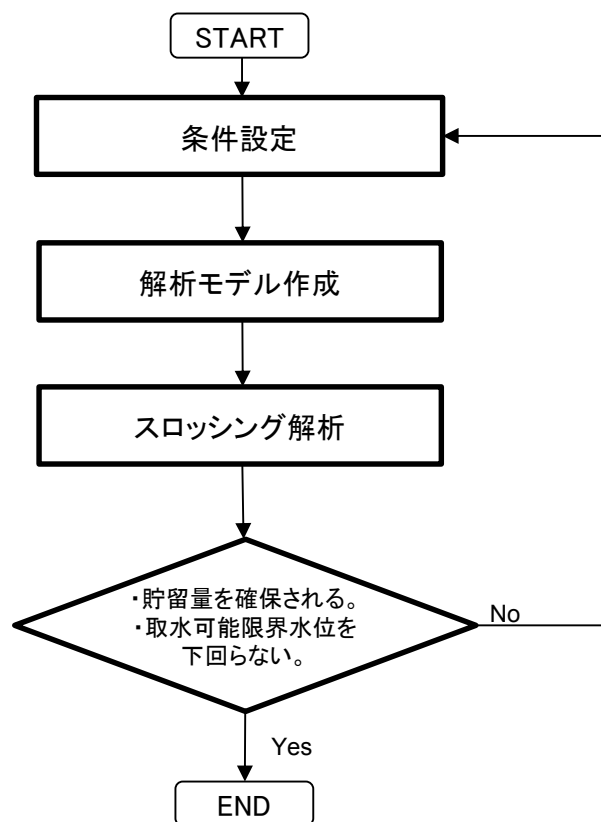 START
条件設定
解析モデル作成
スロッシング解析
・貯留量を確保される。
・取水可能限界水位を
下回らない。
No
Yes
END